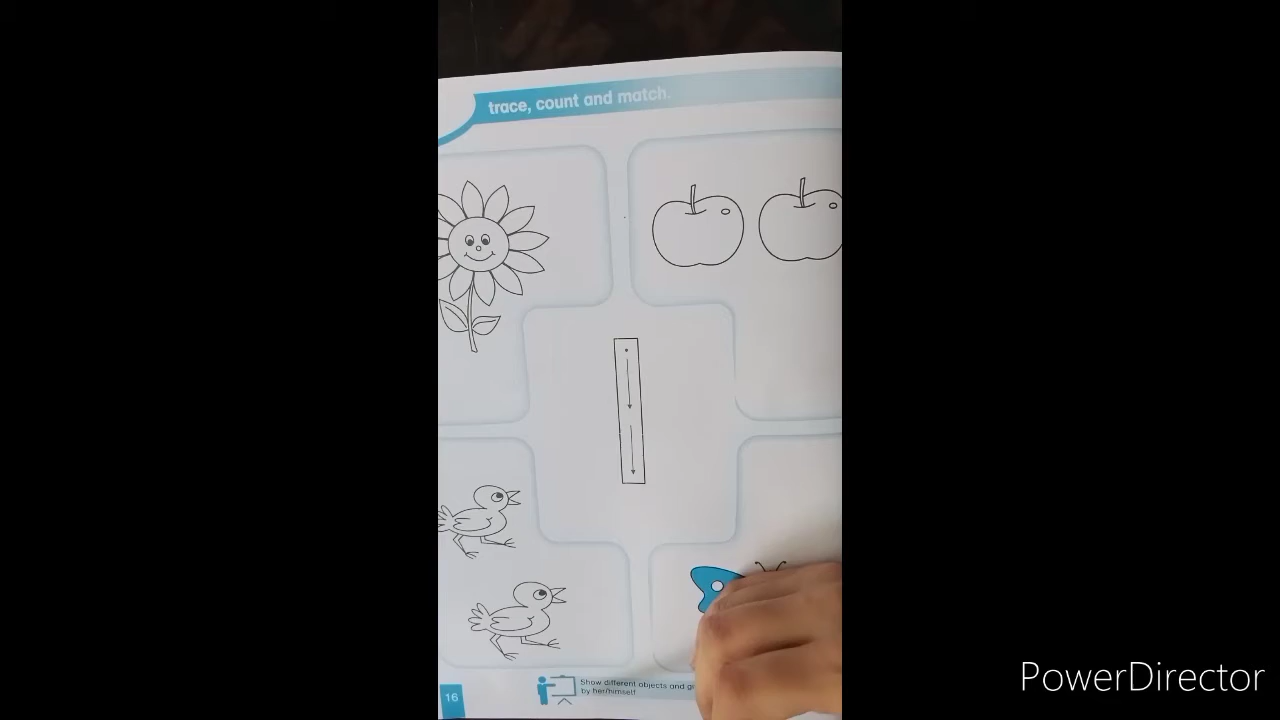 trace, count and match.
16
Show different objects and
by her/himself
PowerDirector